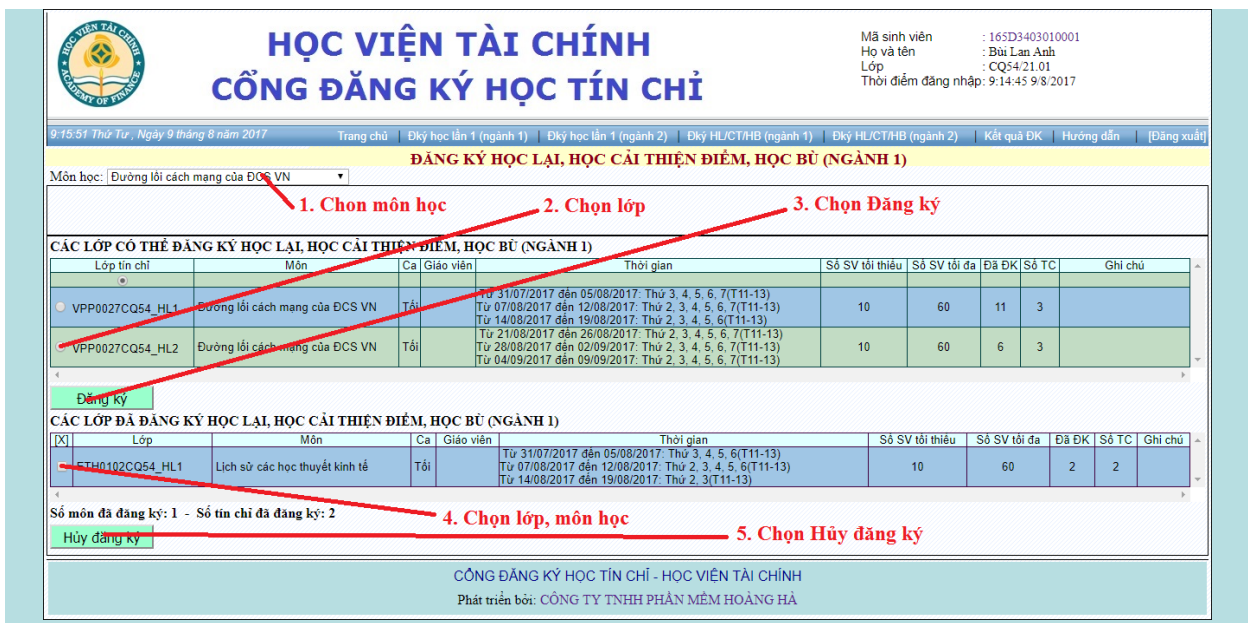 HỌC VIỆN TÀI CHÍNH
ACADEMY OF FINANCE
HỌC VIỆN TÀI CHÍNH
CỔNG ĐĂNG KÝ HỌC TÍN CHỈ
Mã sinh viên : 165D3403010001
Họ và tên : Bùi Lan Anh
Lớp : CQ54/21.01
Thời điểm đăng nhập: 9:14:45 9/8/2017
9:15:51 Thứ Tư , Ngày 9 tháng 8 năm 2017 Trang chủ | Đký học lần 1 (ngành 1) | Đký học lần 1 (ngành 2) | Đký HL/CT/HB (ngành 1) | Đký HL/CT/HB (ngành 2) | Kết quả ĐK | Hướng dẫn | [Đăng xuất]
ĐĂNG KÝ HỌC LẠI, HỌC CẢI THIỆN ĐIỂM, HỌC BÙ (NGÀNH 1)
Môn học: Đường lối cách mạng của ĐCS VN
1. Chon môn học
2. Chọn lớp
3. Chọn Đăng ký
CÁC LỚP CÓ THỂ ĐĂNG KÝ HỌC LẠI, HỌC CẢI THIỆN ĐIỂM, HỌC BÙ (NGÀNH 1)
Lớp tín chỉ Môn Ca Giáo viên Thời gian Số SV tối thiểu Số SV tối đa Đã ĐK Số TC Ghi chú
Từ 31/07/2017 đến 05/08/2017: Thứ 3, 4, 5, 6, 7(T11-13)
VPP0027CQ54_HL1 Đường lối cách mạng của ĐCS VN Tối Từ 07/08/2017 đến 12/08/2017: Thứ 2, 3, 4, 5, 6, 7(T11-13) 10 60 11 3
Từ 14/08/2017 đến 19/08/2017: Thứ 2, 3, 4, 5, 6(T11-13)
Từ 21/08/2017 đến 26/08/2017: Thứ 2, 3, 4, 5, 6, 7(T11-13)
VPP0027CQ54_HL2 Đường lối cách mạng của ĐCS VN Tối Từ 28/08/2017 đến 02/09/2017: Thứ 2, 3, 4, 5, 6, 7(T11-13) 10 60 6 3
Từ 04/09/2017 đến 09/09/2017: Thứ 2, 3, 4, 5, 6, 7(T11-13)
Đăng ký
CÁC LỚP ĐÃ ĐĂNG KÝ HỌC LẠI, HỌC CẢI THIỆN ĐIỂM, HỌC BÙ (NGÀNH 1)
[X] Lớp Môn Ca Giáo viên Thời gian Số SV tối thiểu Số SV tối đa Đã ĐK Số TC Ghi chú
Từ 31/07/2017 đến 05/08/2017: Thứ 3, 4, 5, 6(T11-13)
ETH0102CQ54_HL1 Lịch sử các học thuyết kinh tế Tối Từ 07/08/2017 đến 12/08/2017: Thứ 2, 3, 4, 5, 6(T11-13) 10 60 2 2
Từ 14/08/2017 đến 19/08/2017: Thứ 2, 3(T11-13)
Số môn đã đăng ký: 1 - Số tín chỉ đã đăng ký: 2
4. Chọn lớp, môn học
Hủy đăng ký
5. Chọn Hủy đăng ký
CỔNG ĐĂNG KÝ HỌC TÍN CHỈ - HỌC VIỆN TÀI CHÍNH
Phát triển bởi: CÔNG TY TNHH PHẦN MỀM HOÀNG HÀ